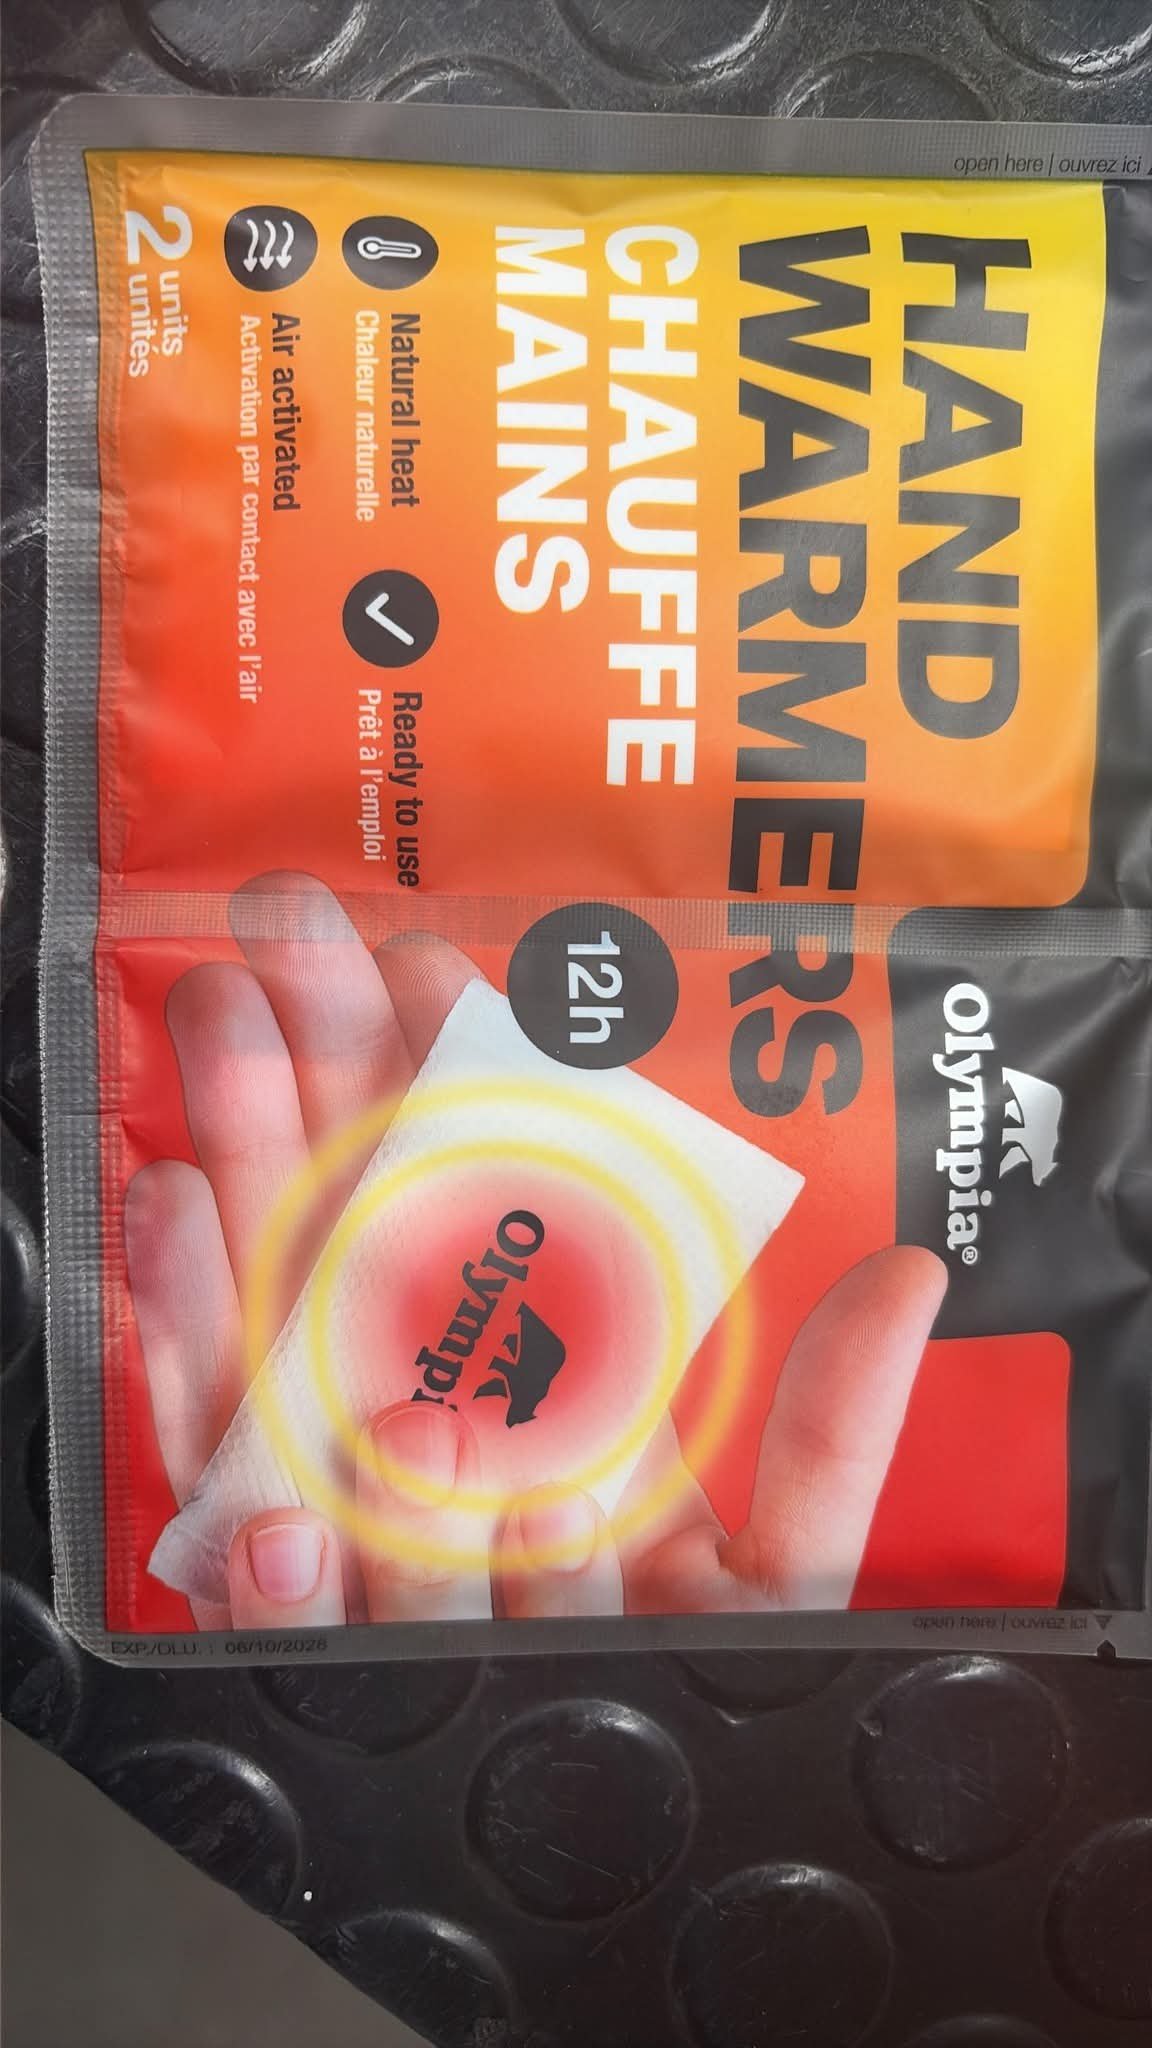 open here | ouvrez ici
Olympia®
HAND
WARMERS
CHAUFFE
MAINS
12h
Natural heat
Chaleur naturelle
Ready to use
Prêt à l'emploi
Air activated
Activation par contact avec l'air
2 units
unités
Olympi
open here | ouvrez ici
EXP./DLU. : 06/10/2028